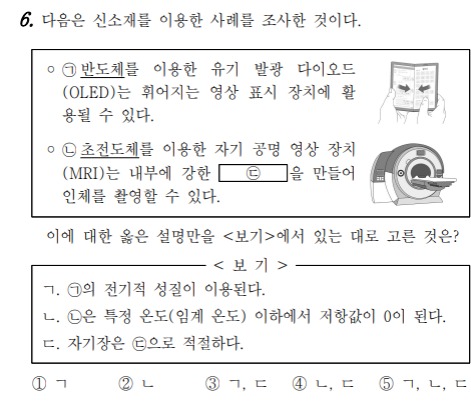 6. 다음은 신소재를 이용한 사례를 조사한 것이다.
○ ㉠ 반도체를 이용한 유기 발광 다이오드
(OLED)는 휘어지는 영상 표시 장치에 활
용될 수 있다.
○ ㉡ 초전도체를 이용한 자기 공명 영상 장치
(MRI)는 내부에 강한 ㉢ 을 만들어
인체를 촬영할 수 있다.
이에 대한 옳은 설명만을 <보기>에서 있는 대로 고른 것은?
< 보 기 >
ㄱ. ㉠의 전기적 성질이 이용된다.
ㄴ. ㉡은 특정 온도(임계 온도) 이하에서 저항값이 0이 된다.
ㄷ. 자기장은 ㉢으로 적절하다.
① ㄱ ② ㄴ ③ ㄱ, ㄷ ④ ㄴ, ㄷ ⑤ ㄱ, ㄴ, ㄷ